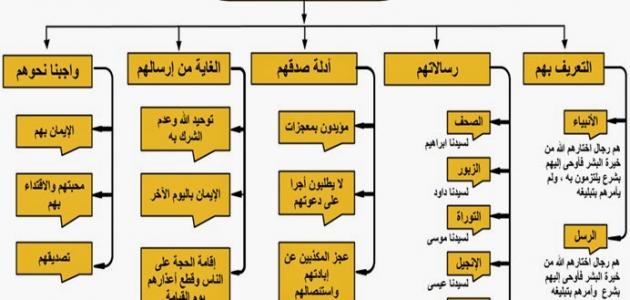 التعريف بهم
رسالاتهم
أدلة صدقهم
الغاية من إرسالهم
واجبنا نحوهم
الأنبياء
هم رجال اختارهم الله من
خيرة البشر فأوحى إليهم
بشرع يلتزمون به ، ولم
يأمرهم بتبليغه
الرسل
هم رجال اختارهم الله من
خيرة البشر فأوحى إليهم
بشرع وأمرهم بتبليغه
الصحف
لسيدنا ابراهيم
الزبور
لسيدنا داود
التوراة
لسيدنا موسى
الإنجيل
لسيدنا عيسى
مؤيدون بمعجزات
لا يطلبون أجرا
على دعوتهم
عجز المكذبين عن
إبادتهم
واستئصالهم
توحيد الله وعدم
الشرك به
الإيمان باليوم الآخر
إقامة الحجة على
الناس وقطع أعذارهم
يوم القيامة
الإيمان بهم
محبتهم والاقتداء
بهم
تصديقهم